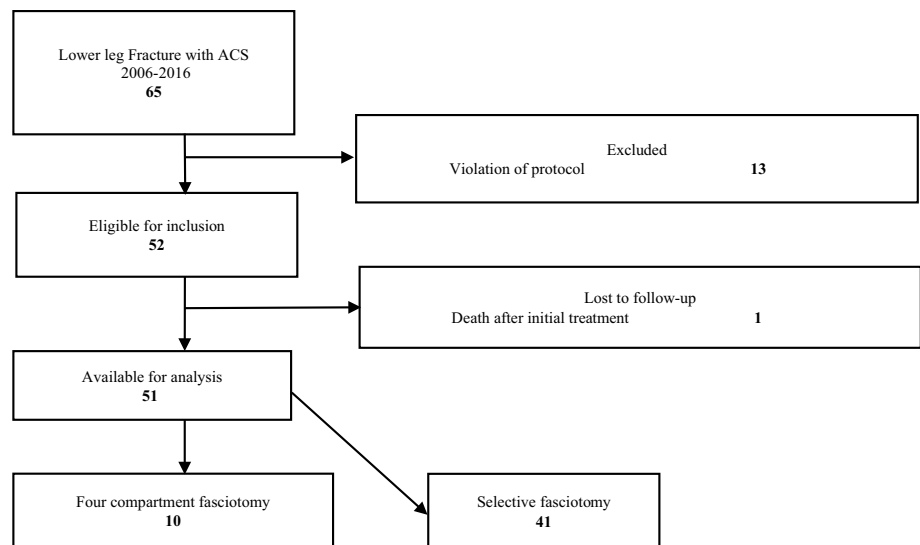 Lower leg Fracture with ACS
2006-2016
65
Excluded
Violation of protocol 13
Eligible for inclusion
52
Lost to follow-up
Death after initial treatment 1
Available for analysis
51
Four compartment fasciotomy
10
Selective fasciotomy
41